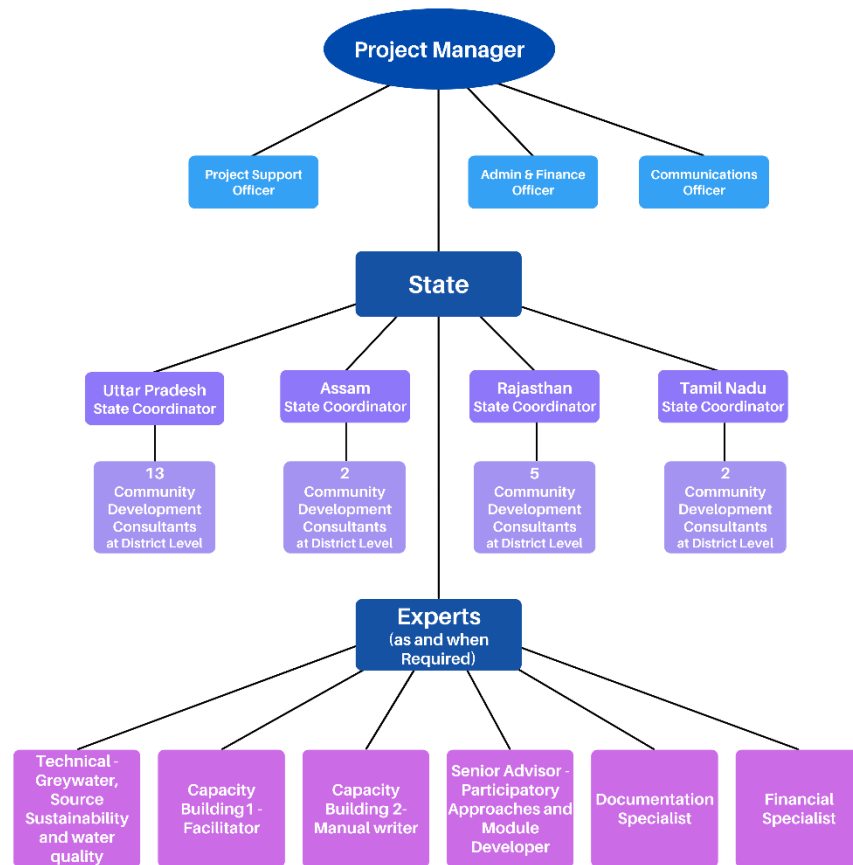 Project Manager
Project Support
Officer
Admin & Finance
Officer
Communications
Officer
State
Uttar Pradesh
State Coordinator
Assam
State Coordinator
Rajasthan
State Coordinator
Tamil Nadu
State Coordinator
13
Community
Development
Consultants
at District Level
2
Community
Development
Consultants
at District Level
5
Community
Development
Consultants
at District Level
2
Community
Development
Consultants
at District Level
Experts
(as and when
Required)
Technical -
Greywater,
Source
Sustainability
and water
quality
Capacity
Building 1 -
Facilitator
Capacity
Building 2-
Manual writer
Senior Advisor -
Participatory
Approaches and
Module
Developer
Documentation
Specialist
Financial
Specialist